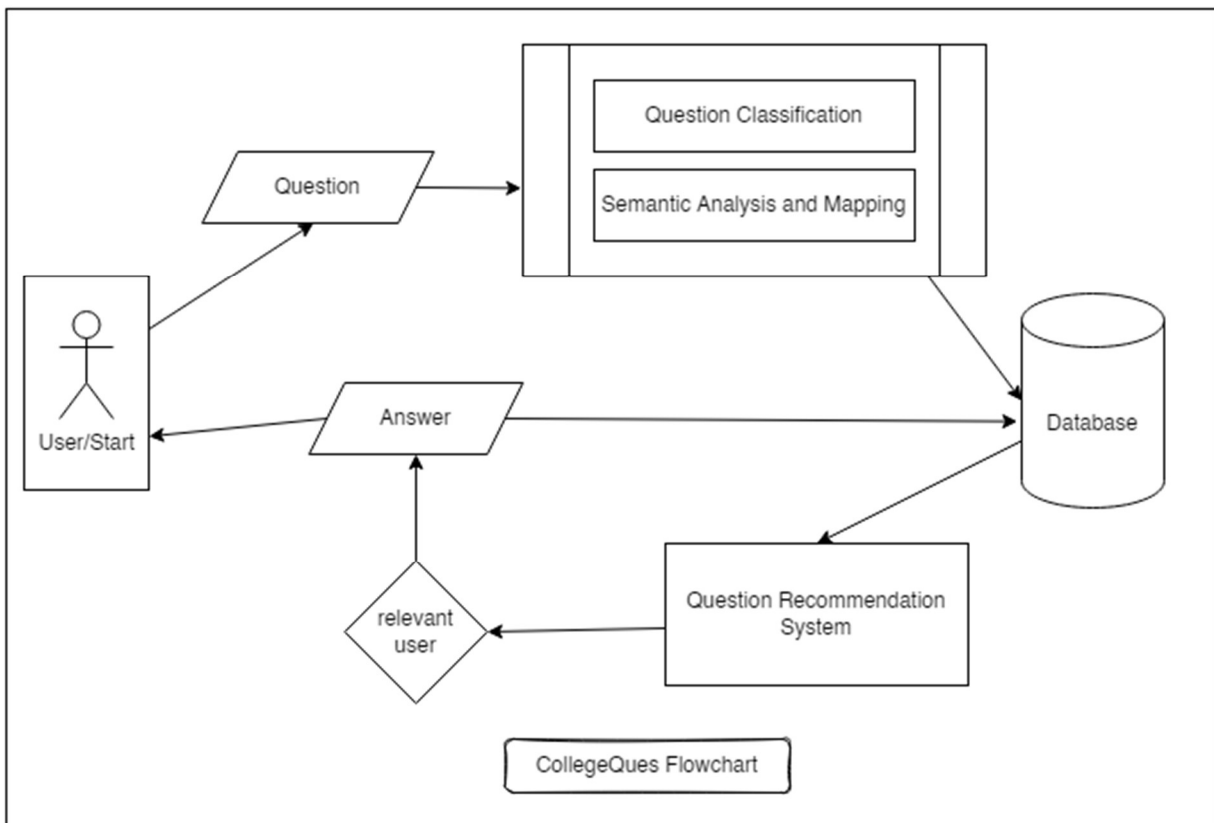 Question Classification
Question
Semantic Analysis and Mapping
User/Start
Answer
Database
Question Recommendation
System
relevant
user
CollegeQues Flowchart